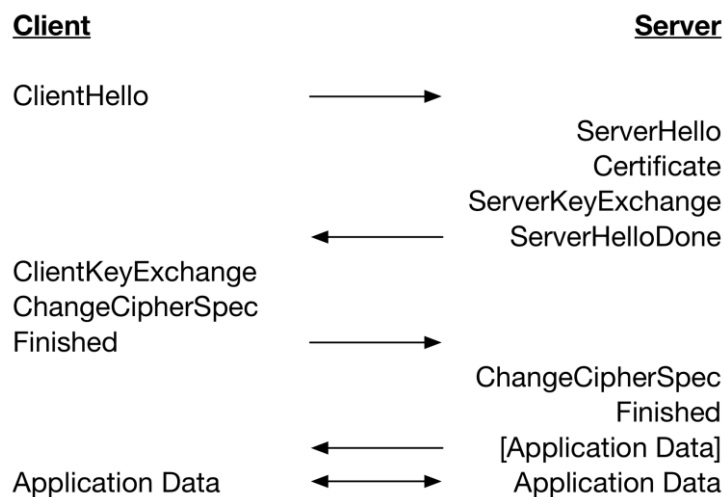 Client Server
ClientHello
ServerHello
Certificate
ServerKeyExchange
ServerHelloDone
ClientKeyExchange
ChangeCipherSpec
Finished
ChangeCipherSpec
Finished
[Application Data]
Application Data Application Data